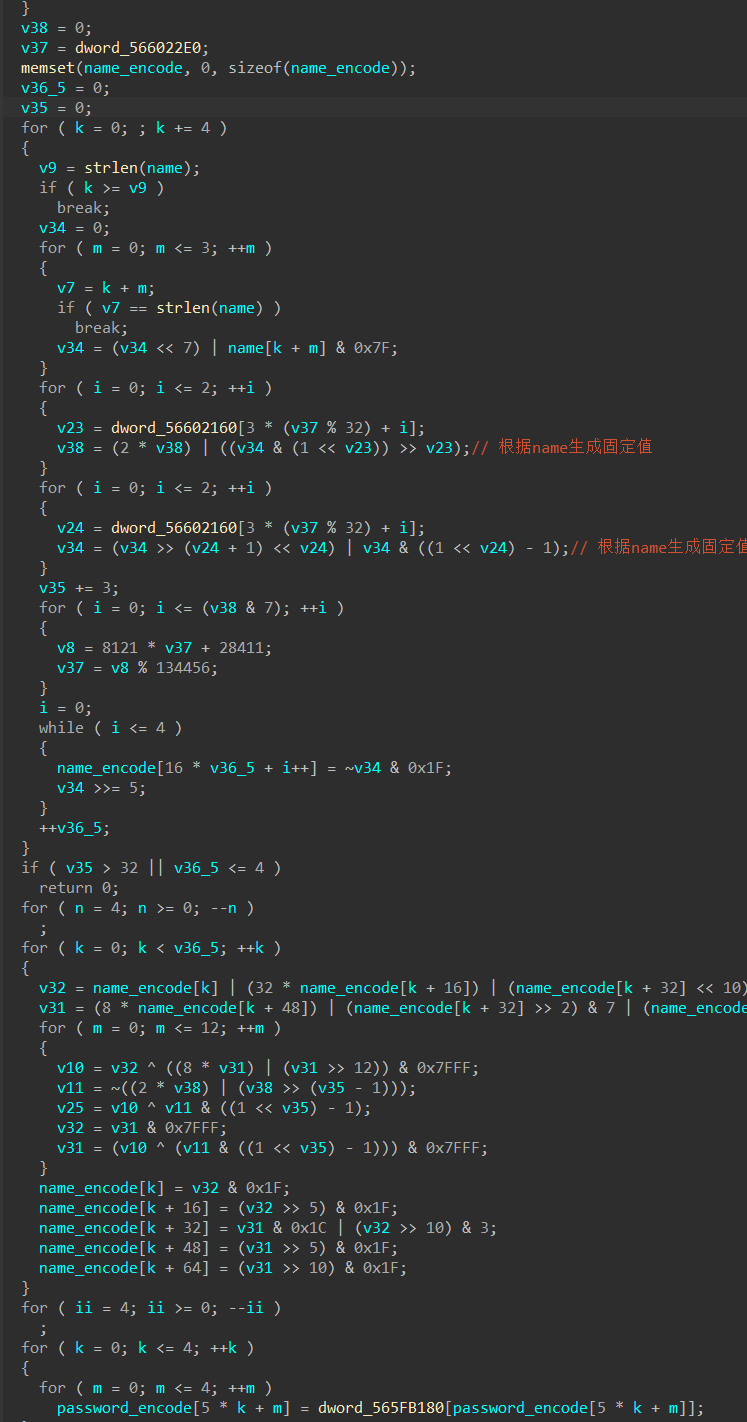 }
v38 = 0;
v37 = dword_566022E0;
memset(name_encode, 0, sizeof(name_encode));
v36_5 = 0;
v35 = 0;
for ( k = 0; ; k += 4 )
{
v9 = strlen(name);
if ( k >= v9 )
break;
v34 = 0;
for ( m = 0; m <= 3; ++m )
{
v7 = k + m;
if ( v7 == strlen(name) )
break;
v34 = (v34 << 7) | name[k + m] & 0x7F;
}
for ( i = 0; i <= 2; ++i )
{
v23 = dword_56602160[3 * (v37 % 32) + i];
v38 = (2 * v38) | ((v34 & (1 << v23)) >> v23);// 根据name生成固定值
}
for ( i = 0; i <= 2; ++i )
{
v24 = dword_56602160[3 * (v37 % 32) + i];
v34 = (v34 >> (v24 + 1) << v24) | v34 & ((1 << v24) - 1);// 根据name生成固定值
}
v35 += 3;
for ( i = 0; i <= (v38 & 7); ++i )
{
v8 = 8121 * v37 + 28411;
v37 = v8 % 134456;
}
i = 0;
while ( i <= 4 )
{
name_encode[16 * v36_5 + i++] = ~v34 & 0x1F;
v34 >>= 5;
}
++v36_5;
}
if ( v35 > 32 || v36_5 <= 4 )
return 0;
for ( n = 4; n >= 0; --n )
;
for ( k = 0; k < v36_5; ++k )
{
v32 = name_encode[k] | (32 * name_encode[k + 16]) | (name_encode[k + 32] << 10)
v31 = (8 * name_encode[k + 48]) | (name_encode[k + 32] >> 2) & 7 | (name_encode
for ( m = 0; m <= 12; ++m )
{
v10 = v32 ^ ((8 * v31) | (v31 >> 12)) & 0x7FFF;
v11 = ~((2 * v38) | (v38 >> (v35 - 1)));
v25 = v10 ^ v11 & ((1 << v35) - 1);
v32 = v31 & 0x7FFF;
v31 = (v10 ^ (v11 & ((1 << v35) - 1))) & 0x7FFF;
}
name_encode[k] = v32 & 0x1F;
name_encode[k + 16] = (v32 >> 5) & 0x1F;
name_encode[k + 32] = v31 & 0x1C | (v32 >> 10) & 3;
name_encode[k + 48] = (v31 >> 5) & 0x1F;
name_encode[k + 64] = (v31 >> 10) & 0x1F;
}
for ( ii = 4; ii >= 0; --ii )
;
for ( k = 0; k <= 4; ++k )
{
for ( m = 0; m <= 4; ++m )
password_encode[5 * k + m] = dword_565FB180[password_encode[5 * k + m]];